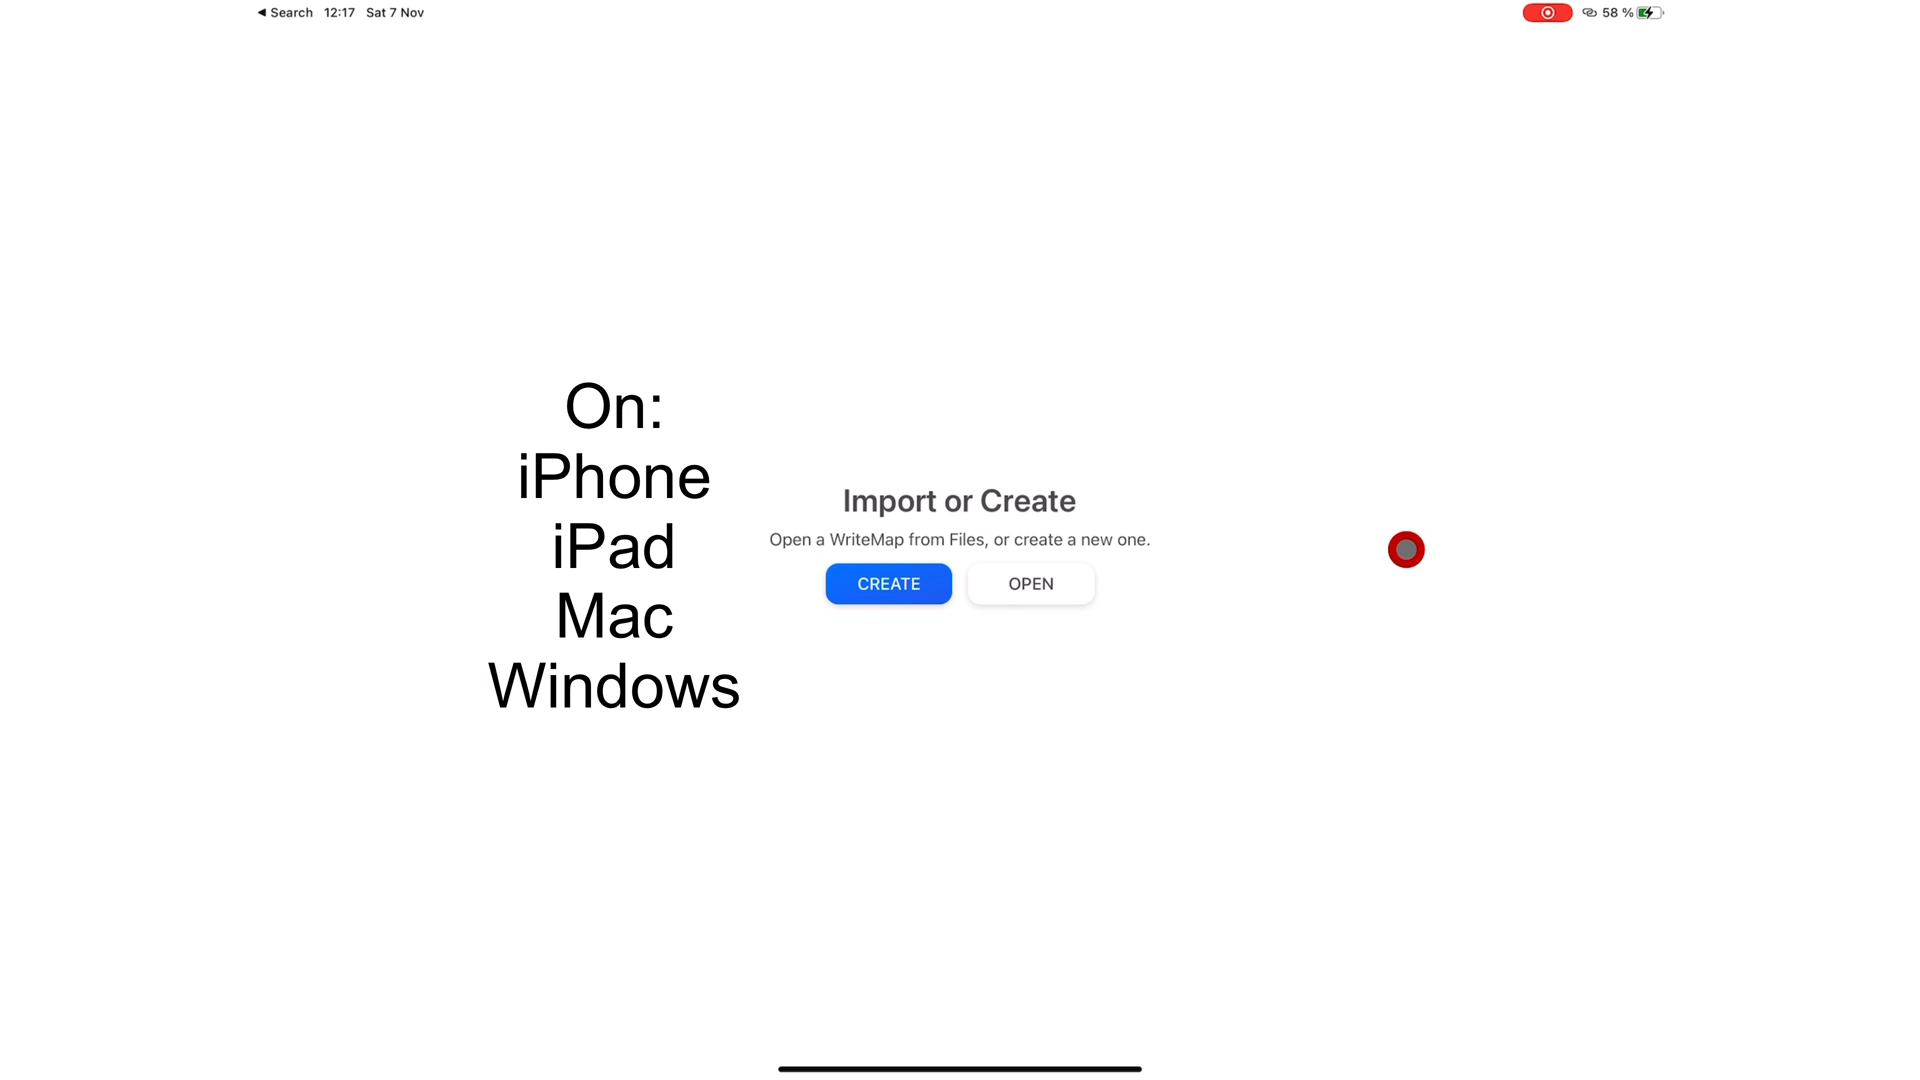 ◀ Search 12:17 Sat 7 Nov
58 %
On:
iPhone
iPad
Mac
Windows
Import or Create
Open a WriteMap from Files, or create a new one.
CREATE OPEN